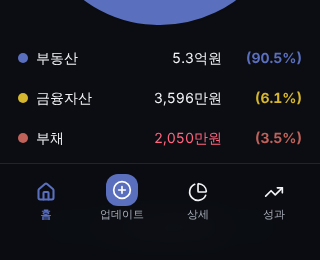 부동산 5.3억원 (90.5%)
금융자산 3,596만원 (6.1%)
부채 2,050만원 (3.5%)
홈 업데이트 상세 성과